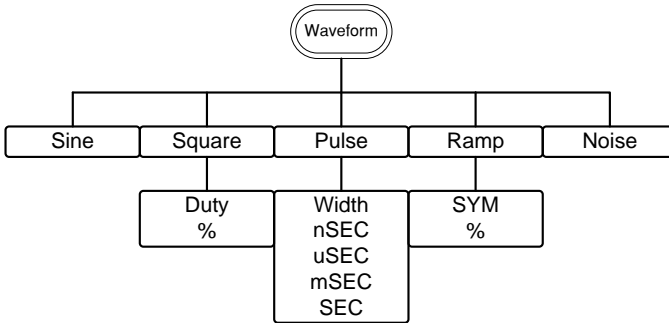 Waveform
Sine Square Pulse Ramp Noise
Duty
%
Width
nSEC
uSEC
mSEC
SEC
SYM
%